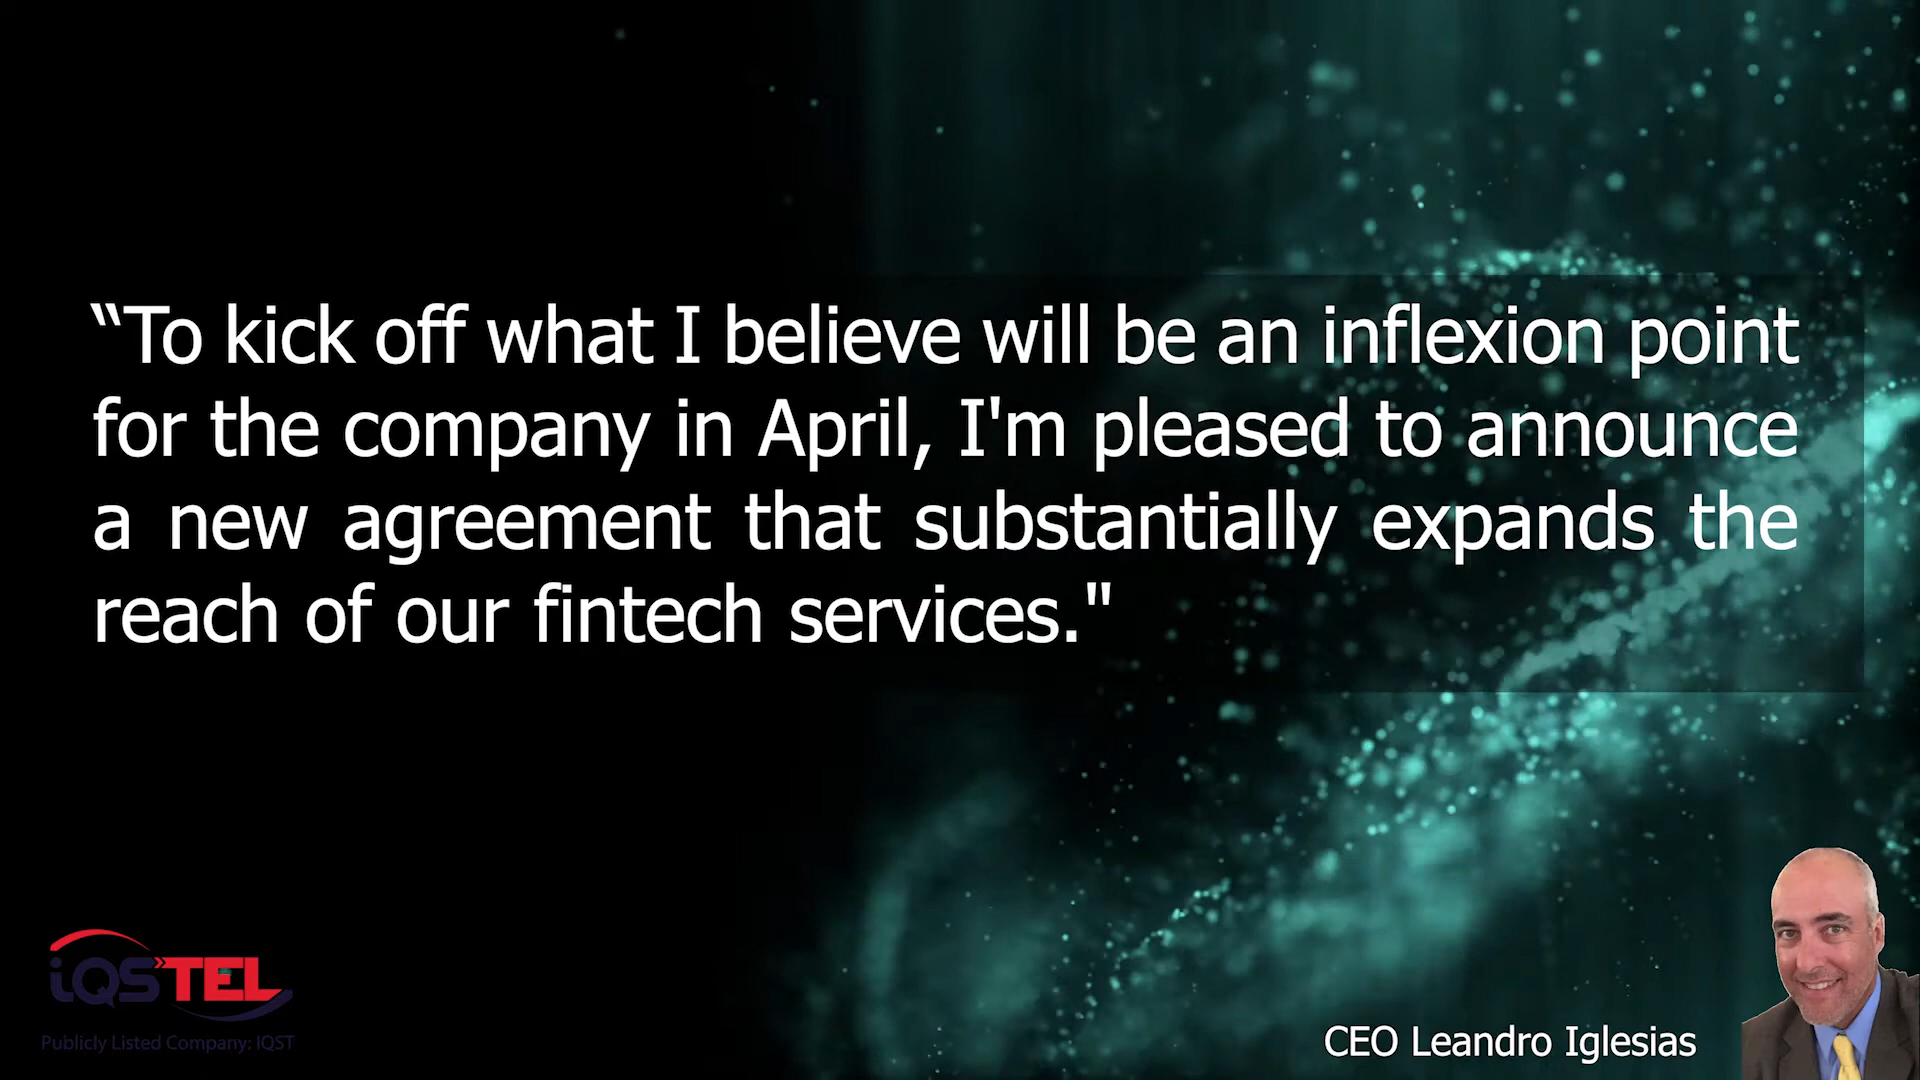 “To kick off what I believe will be an inflexion point
for the company in April, I'm pleased to announce
a new agreement that substantially expands the
reach of our fintech services."
iQSTEL
Publicly Listed Company: IQST
CEO Leandro Iglesias